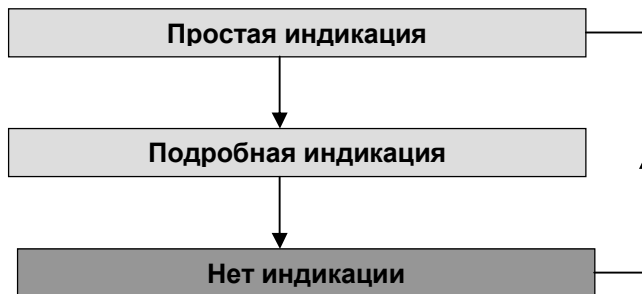 Простая индикация
Подробная индикация
Нет индикации